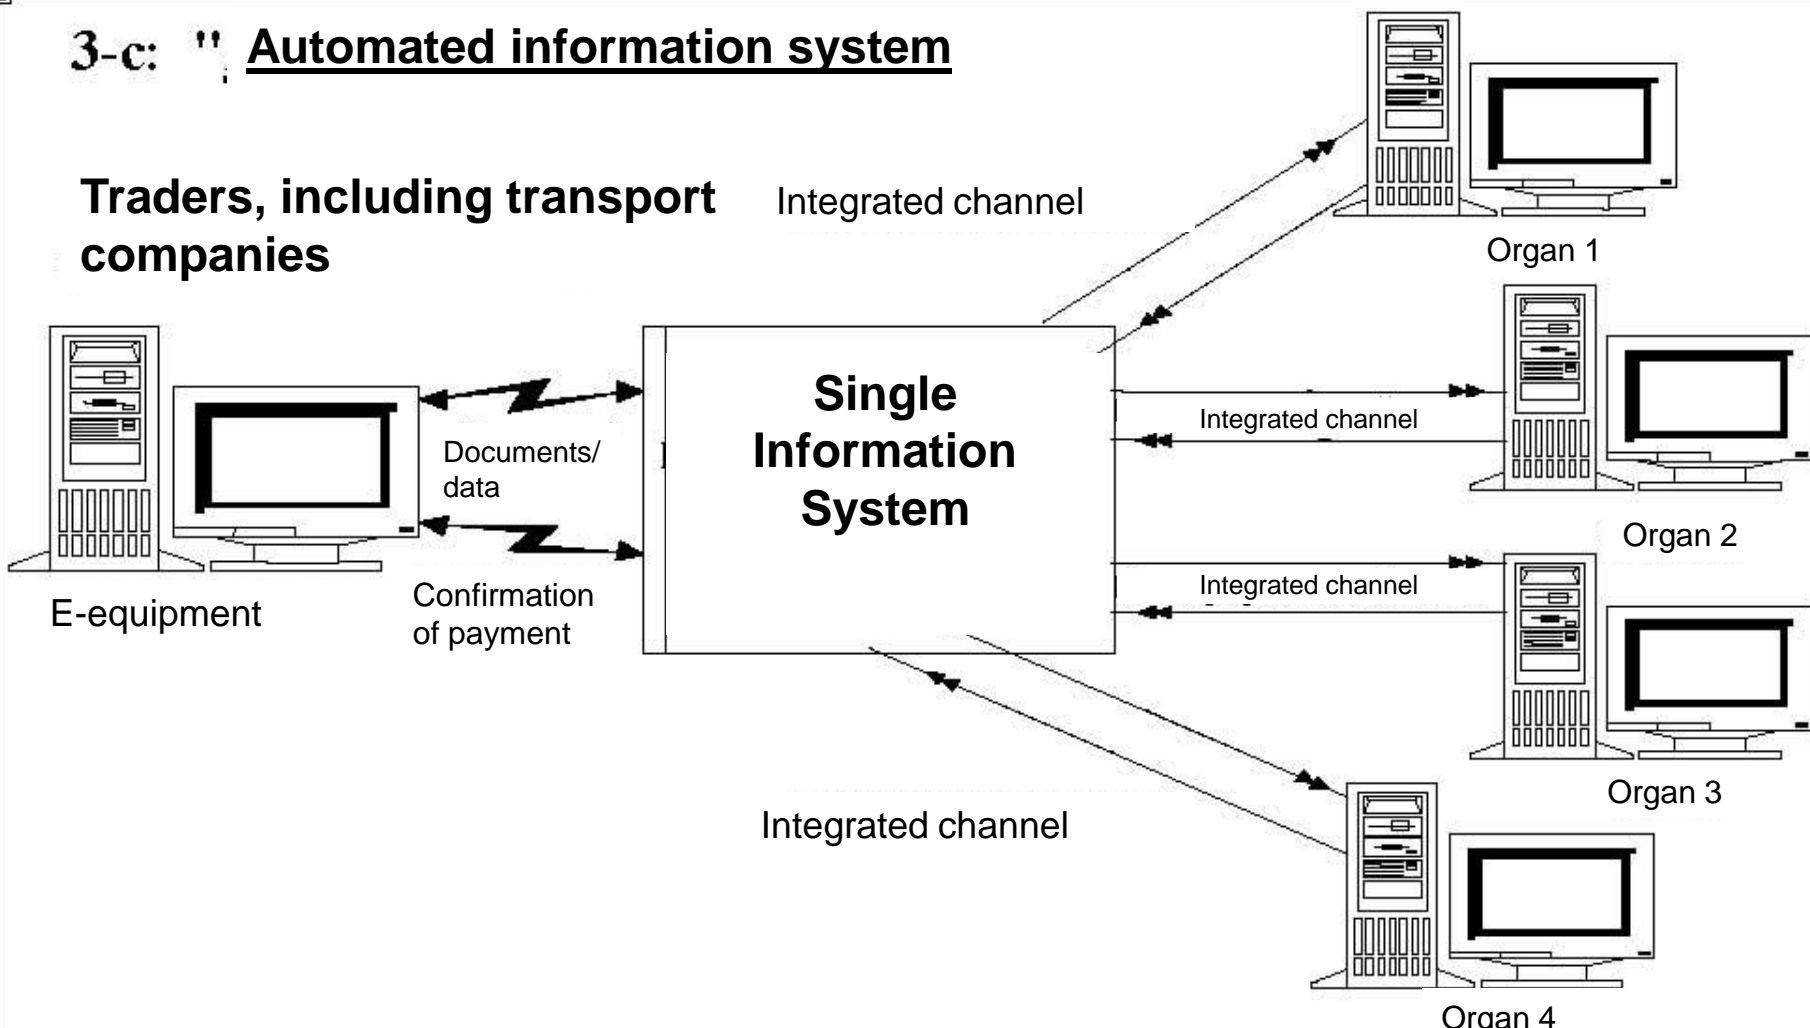 3-c: " Automated information system
Traders, including transport
companies
Integrated channel
Organ 1
Single
Information
System
Documents/
data
Integrated channel
Organ 2
E-equipment
Confirmation
of payment
Integrated channel
Organ 3
Integrated channel
Organ 4